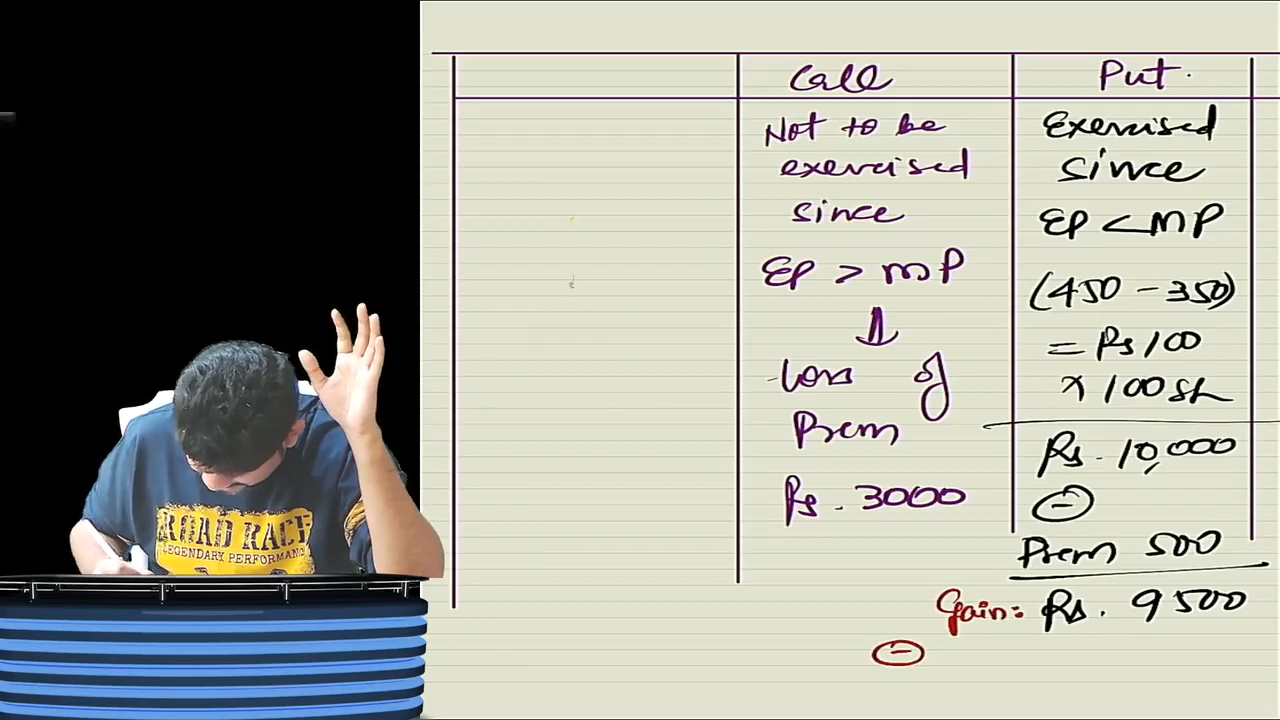 Call
Not to be
exercised
since
EP > MP
↓
Loss of
Prem
Rs. 3000
Put.
Exercised
since
EP < MP
(450 - 350)
= Rs 100
× 100 sh
Rs. 10,000
-
Prem 500
Gain: Rs. 9500
-
ROAD RACE
LEGENDARY PERFORMANC